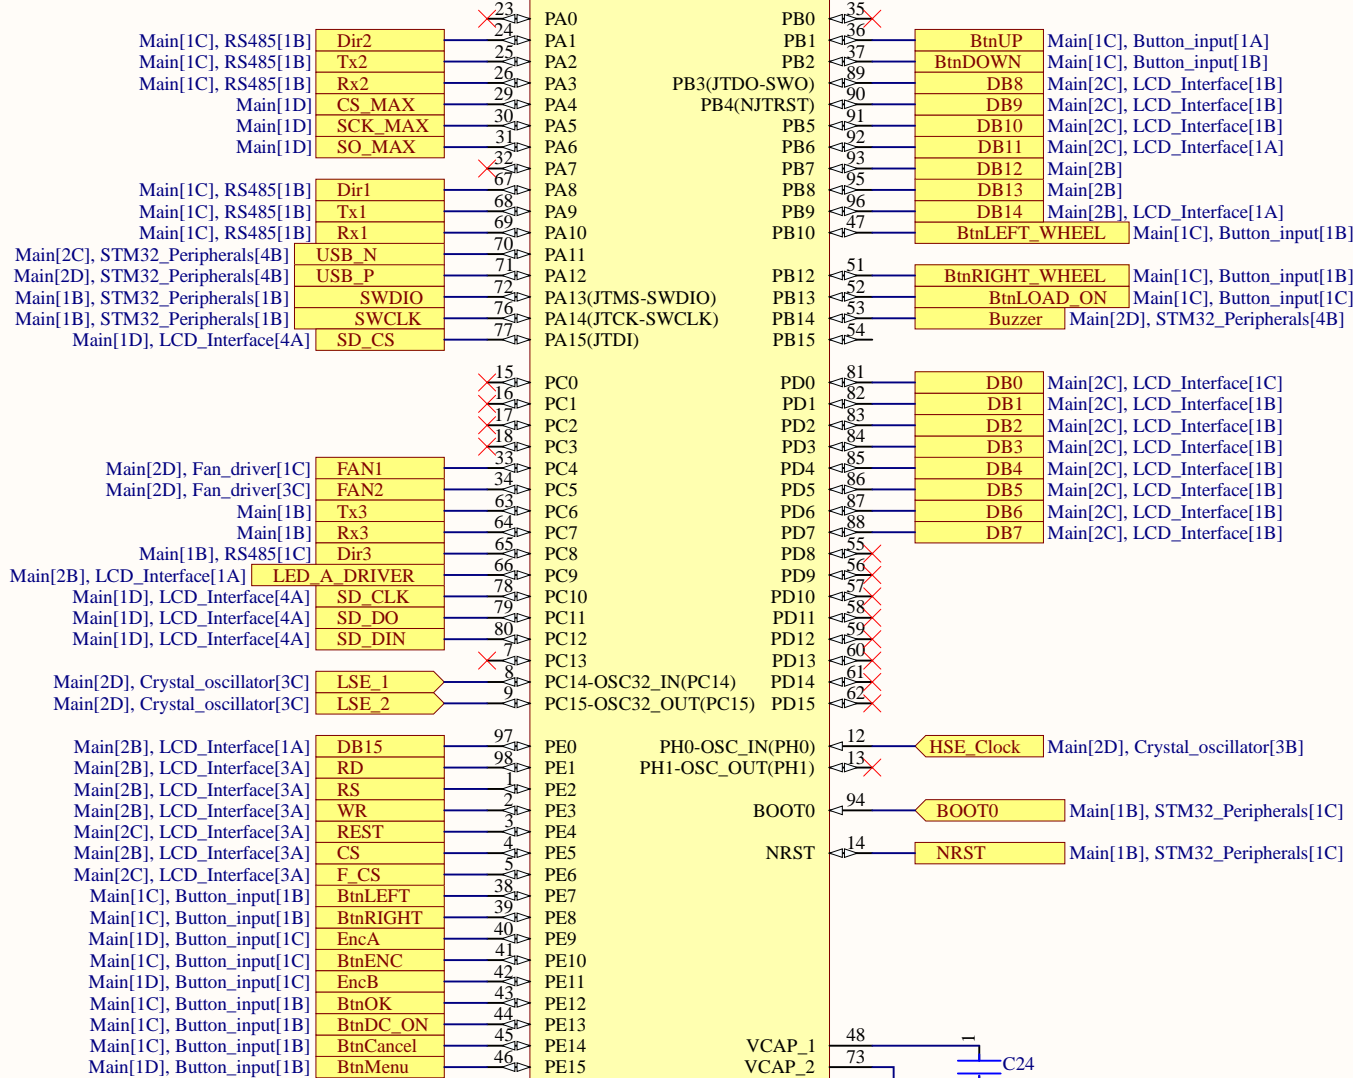 23 PA0 PB0 35
Main[1C], RS485[1B] Dir2 24 PA1 PB1 36 BtnUP Main[1C], Button_input[1A]
Main[1C], RS485[1B] Tx2 25 PA2 PB2 37 BtnDOWN Main[1C], Button_input[1B]
Main[1C], RS485[1B] Rx2 26 PA3 PB3(JTDO-SWO) 89 DB8 Main[2C], LCD_Interface[1B]
Main[1D] CS_MAX 29 PA4 PB4(NJTRST) 90 DB9 Main[2C], LCD_Interface[1B]
Main[1D] SCK_MAX 30 PA5 PB5 91 DB10 Main[2C], LCD_Interface[1B]
Main[1D] SO_MAX 31 PA6 PB6 92 DB11 Main[2C], LCD_Interface[1A]
32 PA7 PB7 93 DB12 Main[2B]
Main[1C], RS485[1B] Dir1 67 PA8 PB8 95 DB13 Main[2B]
Main[1C], RS485[1B] Tx1 68 PA9 PB9 96 DB14 Main[2B], LCD_Interface[1A]
Main[1C], RS485[1B] Rx1 69 PA10 PB10 47 BtnLEFT_WHEEL Main[1C], Button_input[1B]
Main[2C], STM32_Peripherals[4B] USB_N 70 PA11
Main[2D], STM32_Peripherals[4B] USB_P 71 PA12 PB12 51 BtnRIGHT_WHEEL Main[1C], Button_input[1B]
Main[1B], STM32_Peripherals[1B] SWDIO 72 PA13(JTMS-SWDIO) PB13 52 BtnLOAD_ON Main[1C], Button_input[1C]
Main[1B], STM32_Peripherals[1B] SWCLK 76 PA14(JTCK-SWCLK) PB14 53 Buzzer Main[2D], STM32_Peripherals[4B]
Main[1D], LCD_Interface[4A] SD_CS 77 PA15(JTDI) PB15 54
15 PC0 PD0 81 DB0 Main[2C], LCD_Interface[1C]
16 PC1 PD1 82 DB1 Main[2C], LCD_Interface[1B]
17 PC2 PD2 83 DB2 Main[2C], LCD_Interface[1B]
18 PC3 PD3 84 DB3 Main[2C], LCD_Interface[1B]
Main[2D], Fan_driver[1C] FAN1 33 PC4 PD4 85 DB4 Main[2C], LCD_Interface[1B]
Main[2D], Fan_driver[3C] FAN2 34 PC5 PD5 86 DB5 Main[2C], LCD_Interface[1B]
Main[1B] Tx3 63 PC6 PD6 87 DB6 Main[2C], LCD_Interface[1B]
Main[1B] Rx3 64 PC7 PD7 88 DB7 Main[2C], LCD_Interface[1B]
Main[1B], RS485[1C] Dir3 65 PC8 PD8 55
Main[2B], LCD_Interface[1A] LED_A_DRIVER 66 PC9 PD9 56
Main[1D], LCD_Interface[4A] SD_CLK 78 PC10 PD10 57
Main[1D], LCD_Interface[4A] SD_DO 79 PC11 PD11 58
Main[1D], LCD_Interface[4A] SD_DIN 80 PC12 PD12 59
7 PC13 PD13 60
Main[2D], Crystal_oscillator[3C] LSE_1 8 PC14-OSC32_IN(PC14) PD14 61
Main[2D], Crystal_oscillator[3C] LSE_2 9 PC15-OSC32_OUT(PC15) PD15 62
Main[2B], LCD_Interface[1A] DB15 97 PE0 PH0-OSC_IN(PH0) 12 HSE_Clock Main[2D], Crystal_oscillator[3B]
Main[2B], LCD_Interface[3A] RD 98 PE1 PH1-OSC_OUT(PH1) 13
Main[2B], LCD_Interface[3A] RS 1 PE2
Main[2B], LCD_Interface[3A] WR 2 PE3 BOOT0 94 BOOT0 Main[1B], STM32_Peripherals[1C]
Main[2C], LCD_Interface[3A] REST 3 PE4
Main[2B], LCD_Interface[3A] CS 4 PE5 NRST 14 NRST Main[1B], STM32_Peripherals[1C]
Main[2C], LCD_Interface[3A] F_CS 5 PE6
Main[1C], Button_input[1B] BtnLEFT 38 PE7
Main[1C], Button_input[1B] BtnRIGHT 39 PE8
Main[1D], Button_input[1C] EncA 40 PE9
Main[1C], Button_input[1C] BtnENC 41 PE10
Main[1D], Button_input[1C] EncB 42 PE11
Main[1C], Button_input[1B] BtnOK 43 PE12
Main[1C], Button_input[1B] BtnDC_ON 44 PE13
Main[1C], Button_input[1B] BtnCancel 45 PE14 VCAP_1 48 1
Main[1D], Button_input[1B] BtnMenu 46 PE15 VCAP_2 73 C24